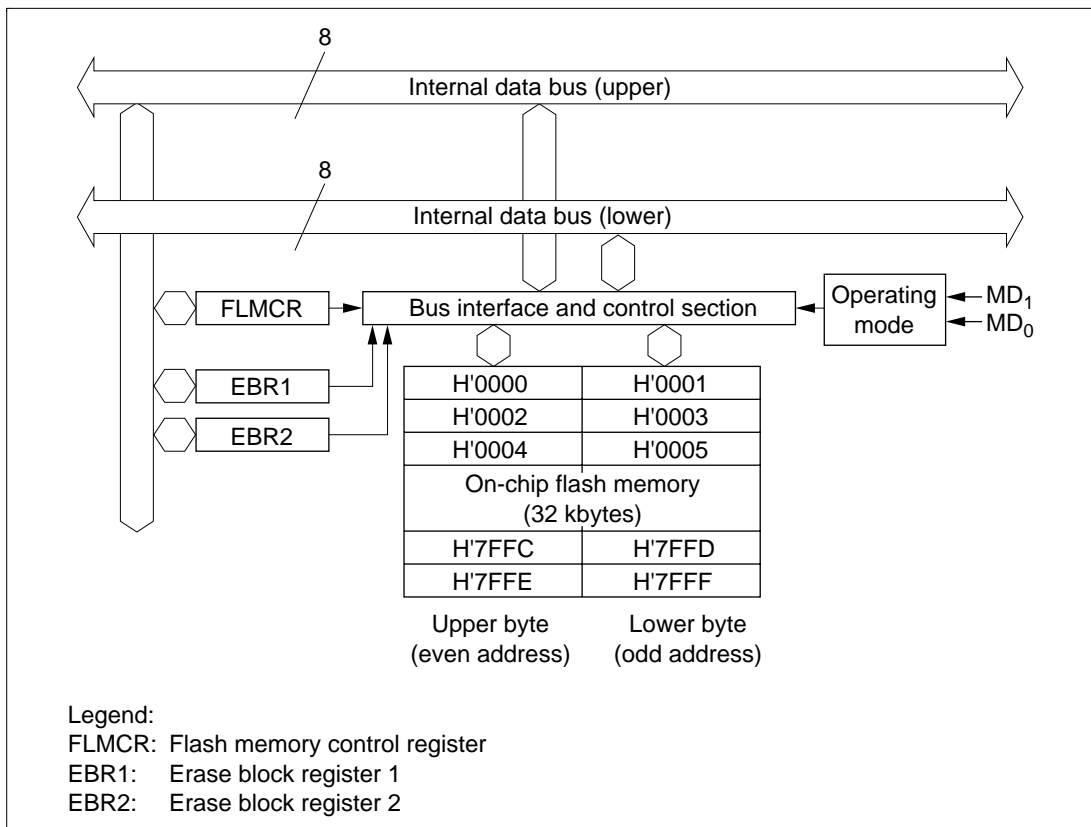 8
Internal data bus (upper)
8
Internal data bus (lower)
FLMCR
Bus interface and control section
Operating
mode
MD1
MD0
EBR1
EBR2
H'0000 H'0001
H'0002 H'0003
H'0004 H'0005
On-chip flash memory
(32 kbytes)
H'7FFC H'7FFD
H'7FFE H'7FFF
Upper byte
(even address)
Lower byte
(odd address)
Legend:
FLMCR: Flash memory control register
EBR1: Erase block register 1
EBR2: Erase block register 2